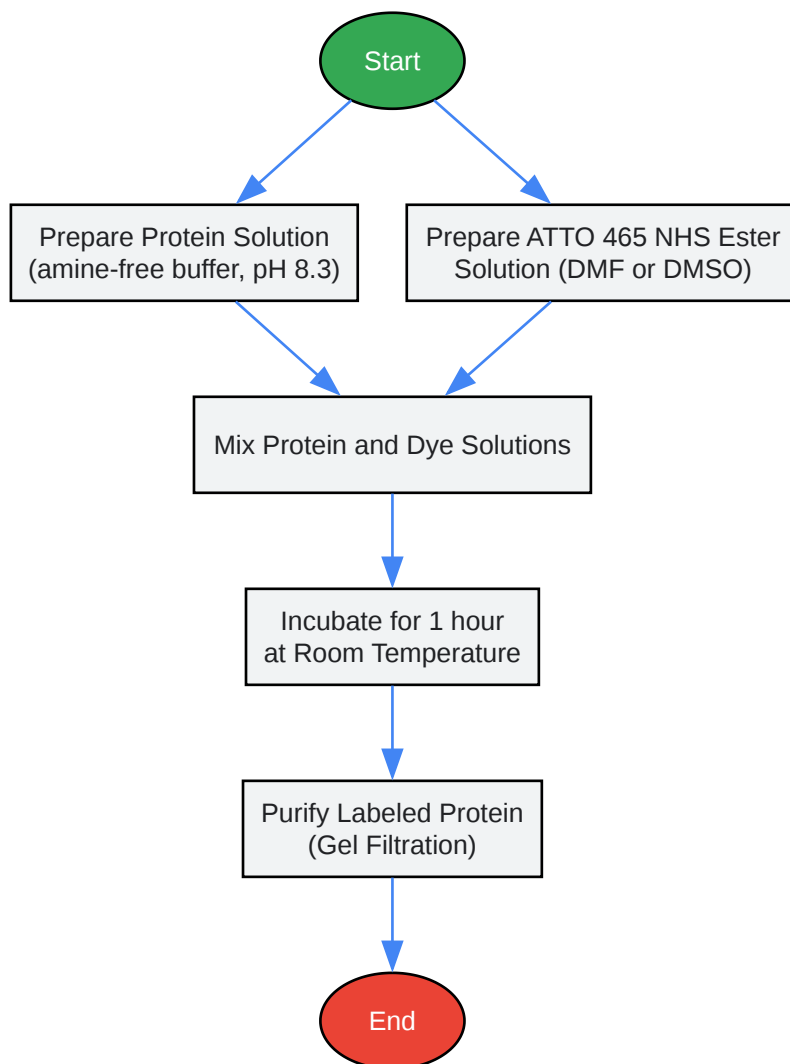 Start
Prepare Protein Solution
(amine-free buffer, pH 8.3)
Prepare ATTO 465 NHS Ester
Solution (DMF or DMSO)
Mix Protein and Dye Solutions
Incubate for 1 hour
at Room Temperature
Purify Labeled Protein
(Gel Filtration)
End